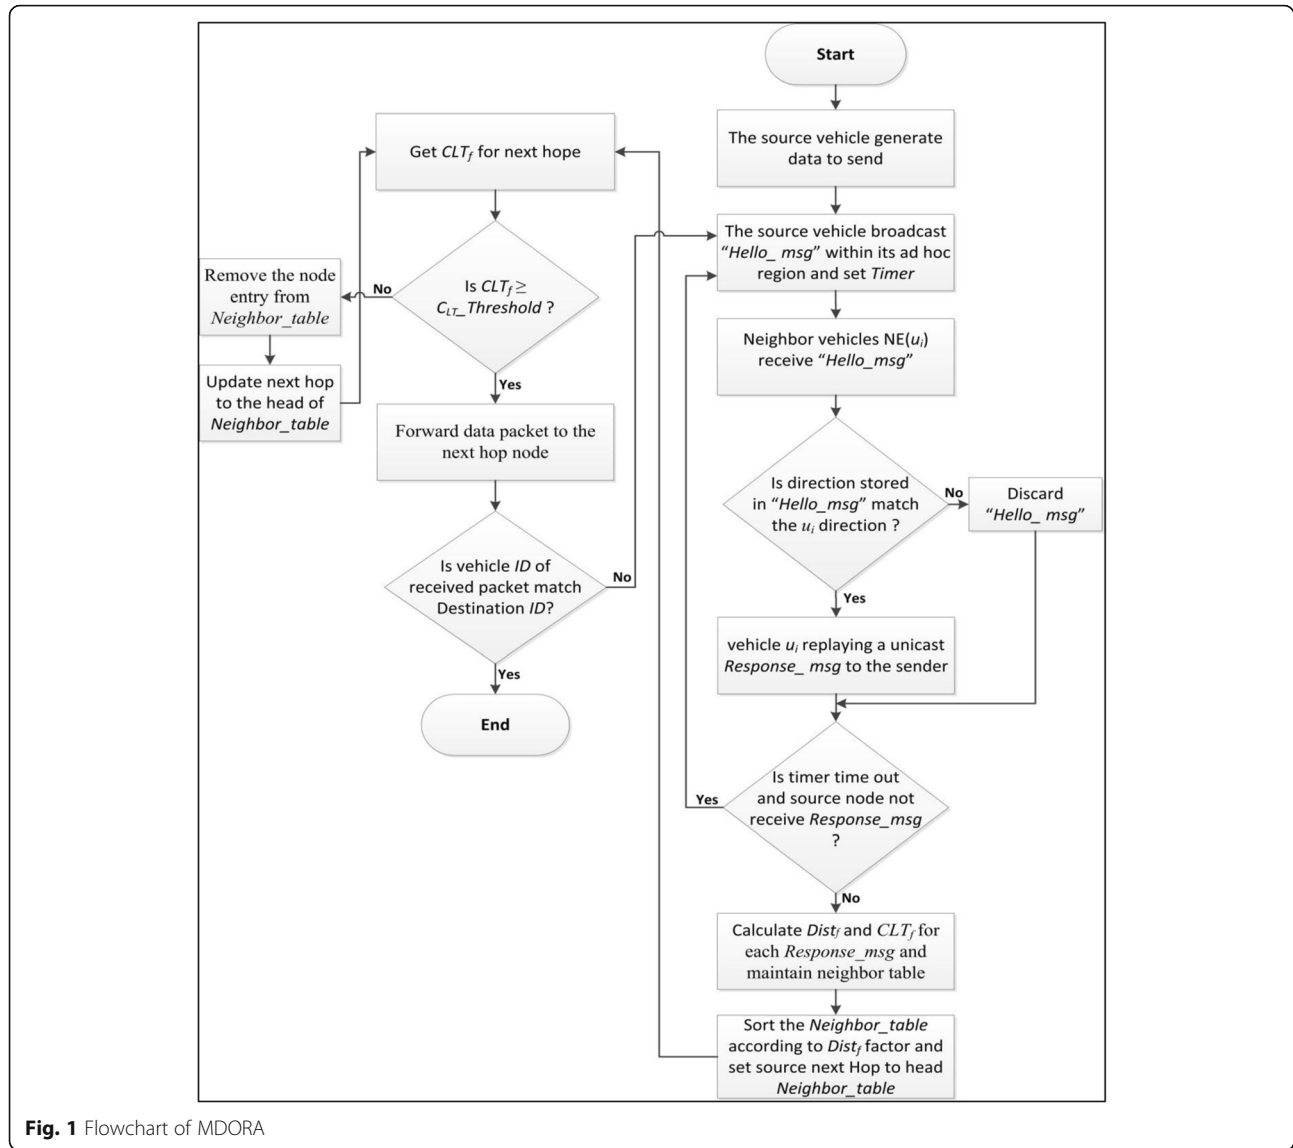 Start
The source vehicle generate
data to send
The source vehicle broadcast
“Hello_ msg” within its ad hoc
region and set Timer
Neighbor vehicles NE(uᵢ)
receive “Hello_msg”
Is direction stored
in “Hello_msg” match
the uᵢ direction ?
No
Discard
“Hello_ msg”
Yes
vehicle uᵢ replaying a unicast
Response_ msg to the sender
Is timer time out
and source node not
receive Response_msg
?
Yes
No
Calculate Distf and CLTf for
each Response_msg and
maintain neighbor table
Sort the Neighbor_table
according to Distf factor and
set source next Hop to head
Neighbor_table
Get CLTf for next hope
Is CLTf ≥
CLT_Threshold ?
No
Remove the node
entry from
Neighbor_table
Update next hop
to the head of
Neighbor_table
Yes
Forward data packet to the
next hop node
Is vehicle ID of
received packet match
Destination ID?
No
Yes
End
Fig. 1 Flowchart of MDORA